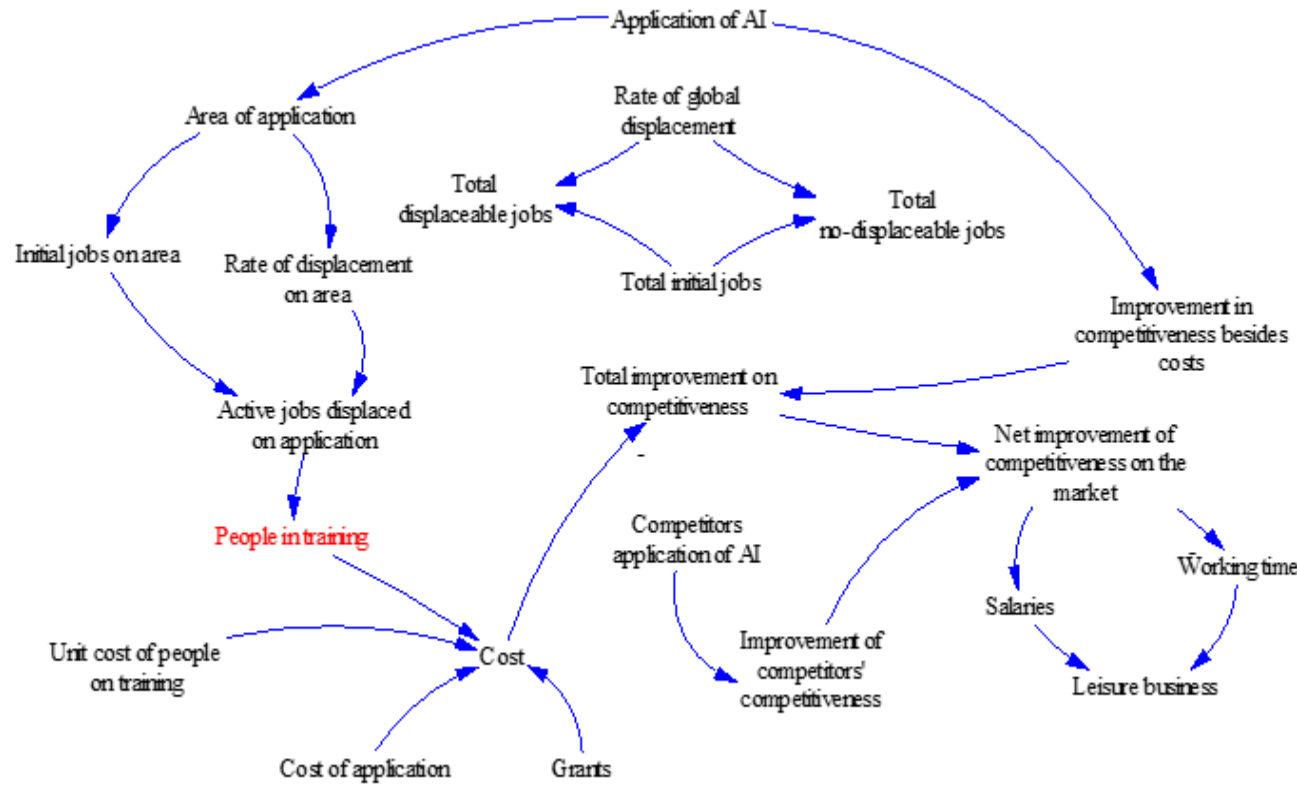 Application of AI
Area of application
Rate of global
displacement
Total
displaceable jobs
Total
no-displaceable jobs
Initial jobs on area
Rate of displacement
on area
Total initial jobs
Improvement in
competitiveness besides
costs
Total improvement on
competitiveness
-
Active jobs displaced
on application
Net improvement of
competitiveness on the
market
People in training
Competitors
application of AI
-
Working time
Salaries
Unit cost of people
on training
Cost
Improvement of
competitors'
competitiveness
Leisure business
Cost of application
Grants